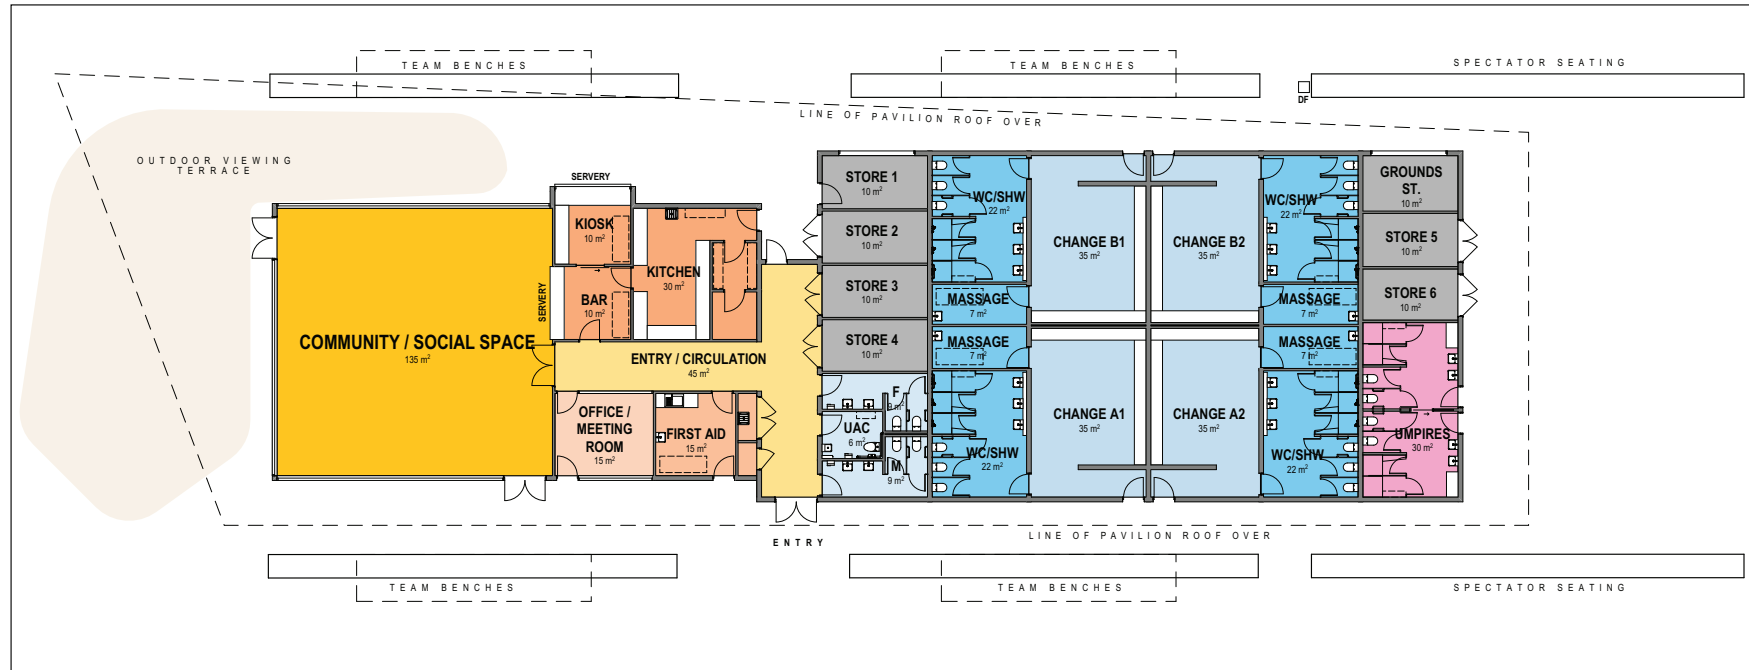 TEAM BENCHES
TEAM BENCHES
SPECTATOR SEATING
DF
LINE OF PAVILION ROOF OVER
OUTDOOR VIEWING
TERRACE
SERVERY
KIOSK
10 m²
KITCHEN
30 m²
BAR
10 m²
SERVERY
COMMUNITY / SOCIAL SPACE
135 m²
ENTRY / CIRCULATION
45 m²
OFFICE /
MEETING
ROOM
15 m²
FIRST AID
15 m²
STORE 1
10 m²
STORE 2
10 m²
STORE 3
10 m²
STORE 4
10 m²
F
9 m²
UAC
6 m²
M
9 m²
WC/SHW
22 m²
MASSAGE
7 m²
MASSAGE
7 m²
WC/SHW
22 m²
CHANGE B1
35 m²
CHANGE A1
35 m²
CHANGE B2
35 m²
CHANGE A2
35 m²
WC/SHW
22 m²
MASSAGE
7 m²
MASSAGE
7 m²
WC/SHW
22 m²
GROUNDS
ST.
10 m²
STORE 5
10 m²
STORE 6
10 m²
UMPIRES
30 m²
ENTRY
LINE OF PAVILION ROOF OVER
TEAM BENCHES
TEAM BENCHES
SPECTATOR SEATING